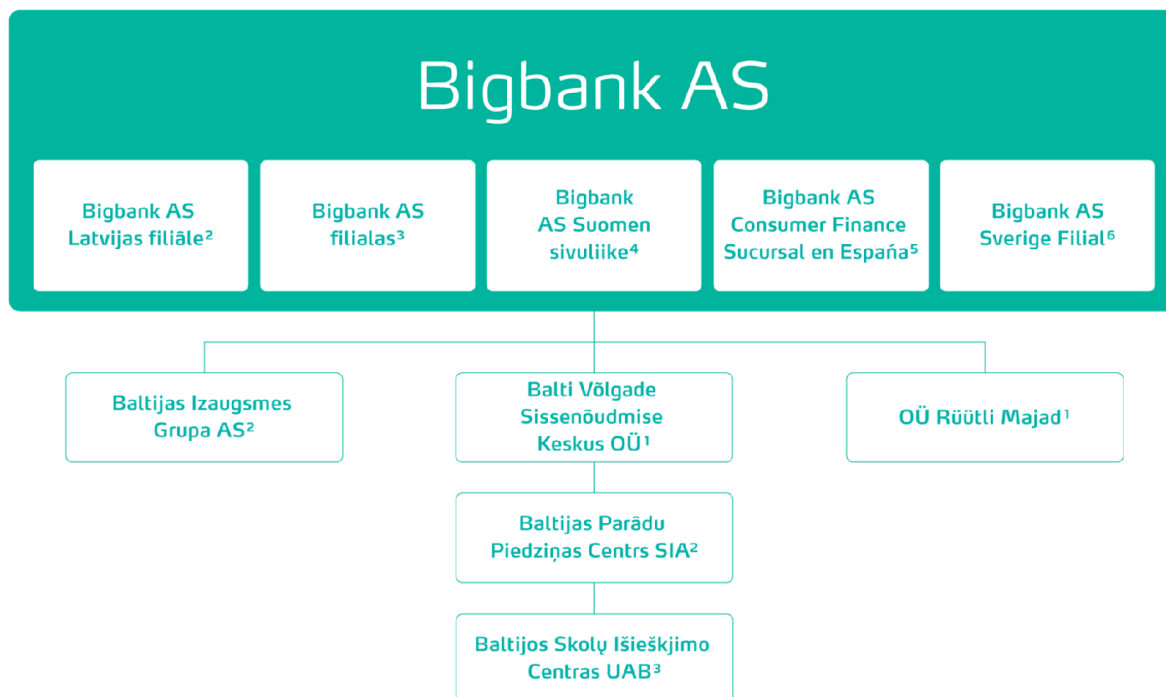 Bigbank AS
Bigbank AS
Latvijas filiāle²
Bigbank AS
filialas³
Bigbank
AS Suomen
sivuliike⁴
Bigbank AS
Consumer Finance
Sucursal en Espańa⁵
Bigbank AS
Sverige Filial⁶
Baltijas Izaugsmes
Grupa AS²
Balti Võlgade
Sissenõudmise
Keskus OÜ¹
OÜ Rüütli Majad¹
Baltijas Parādu
Piedziņas Centrs SIA²
Baltijos Skolų Išieškjimo
Centras UAB³